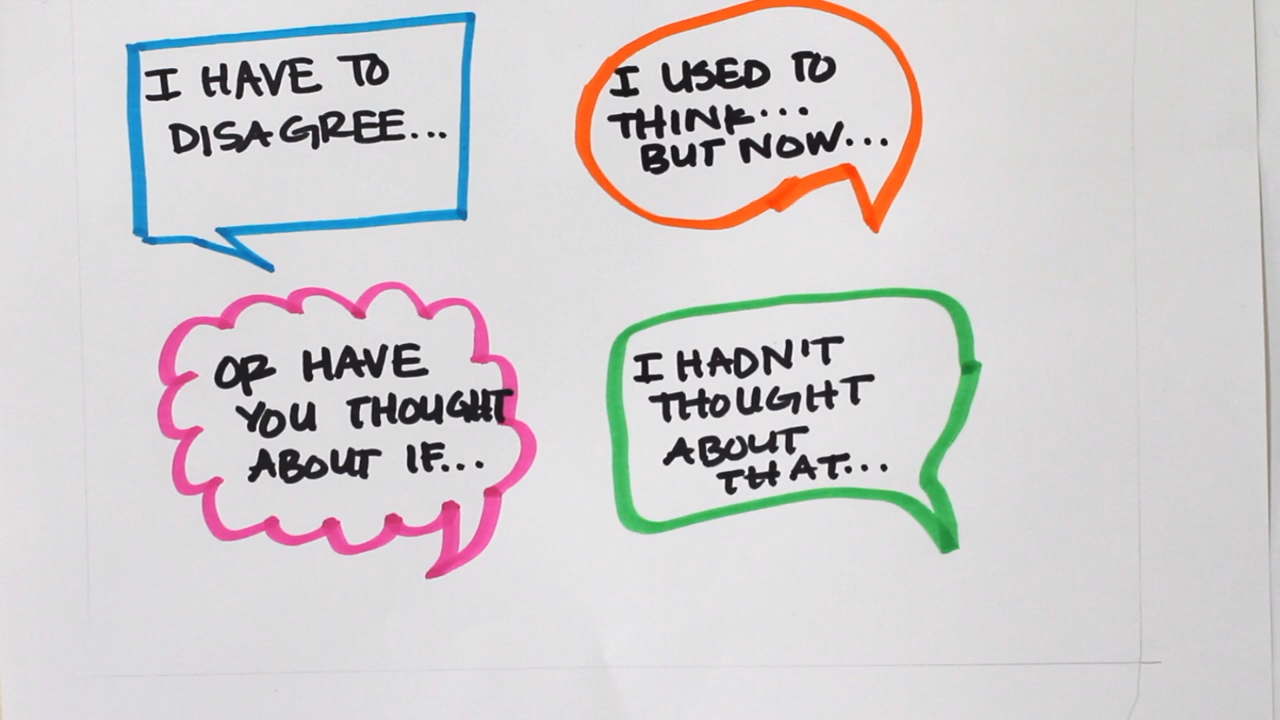 I HAVE TO
DISAGREE...
I USED TO
THINK...
BUT NOW...
OR HAVE
YOU THOUGHT
ABOUT IF...
I HADN'T
THOUGHT
ABOUT
THAT...